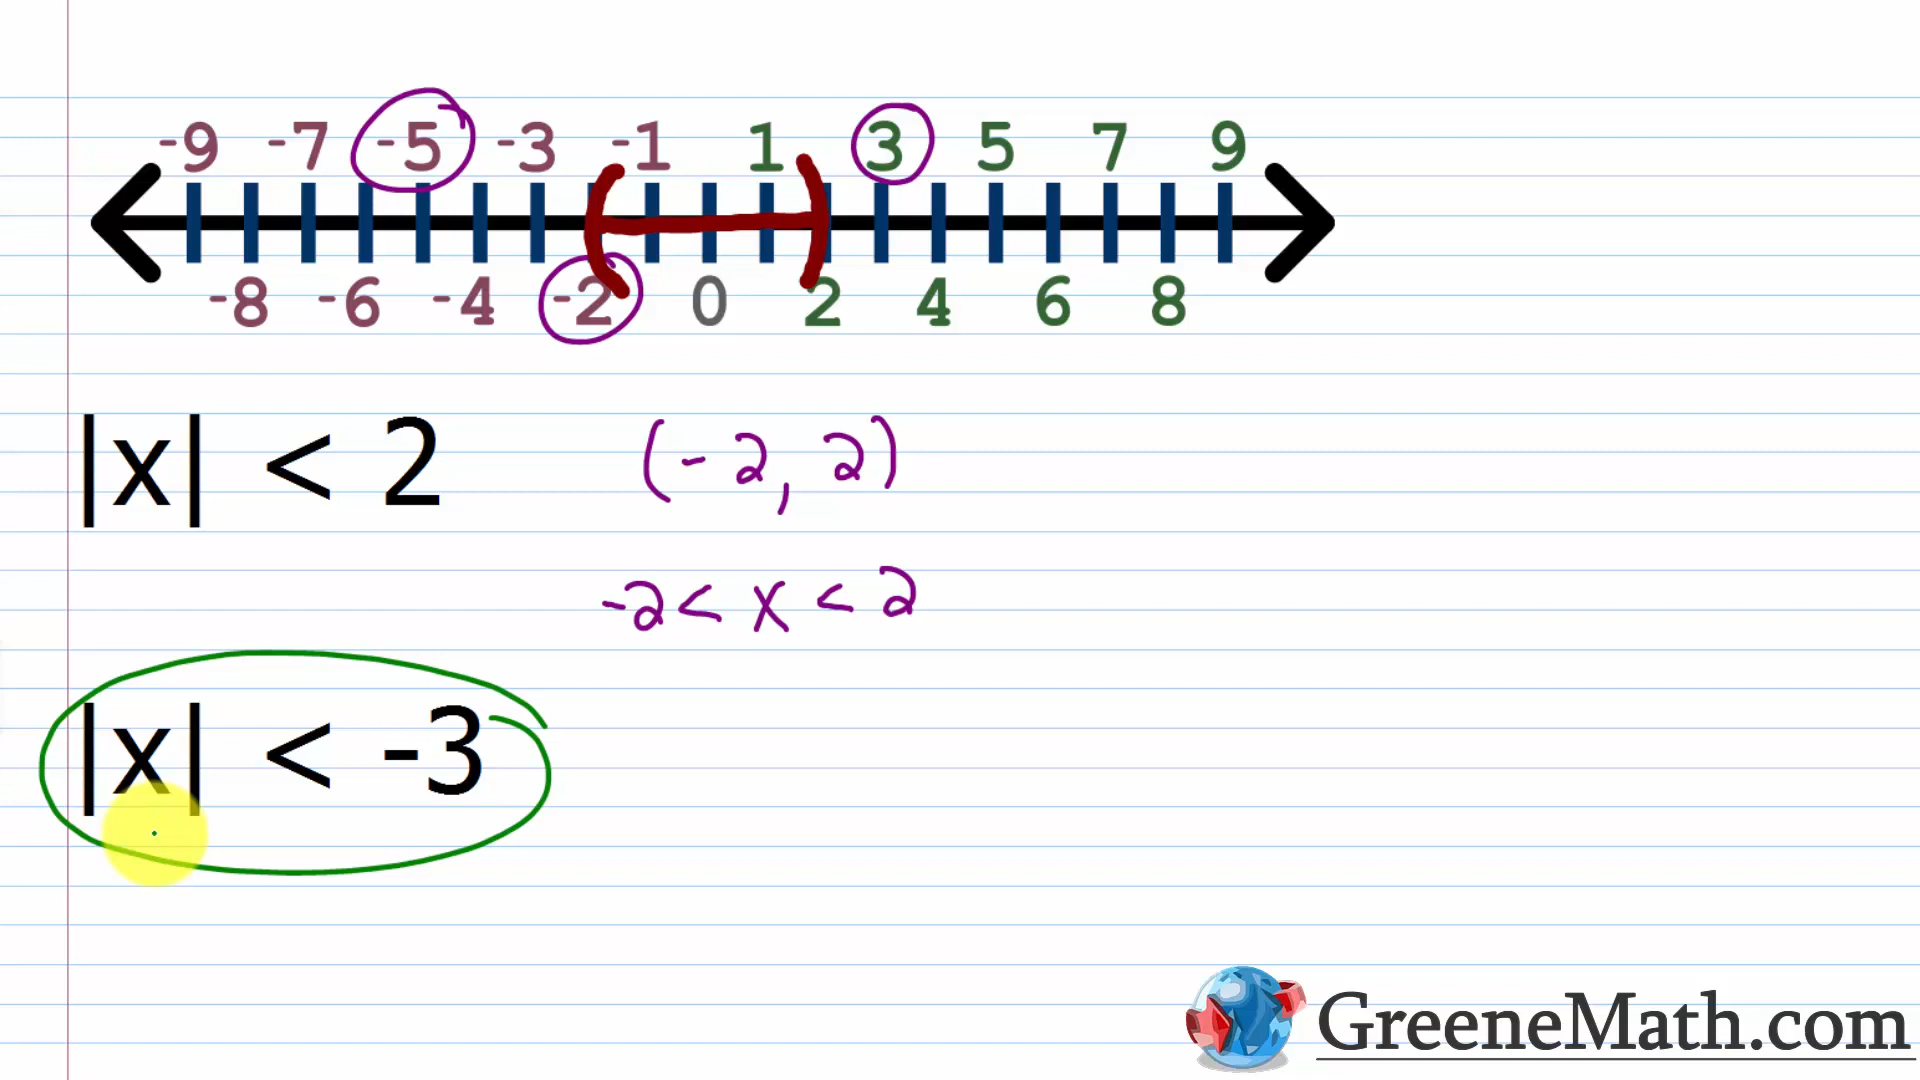 -9 -7 -5 -3 -1 1 3 5 7 9
-8 -6 -4 -2 0 2 4 6 8
|x| < 2 (-2, 2)
-2 < x < 2
|x| < -3
GreeneMath.com